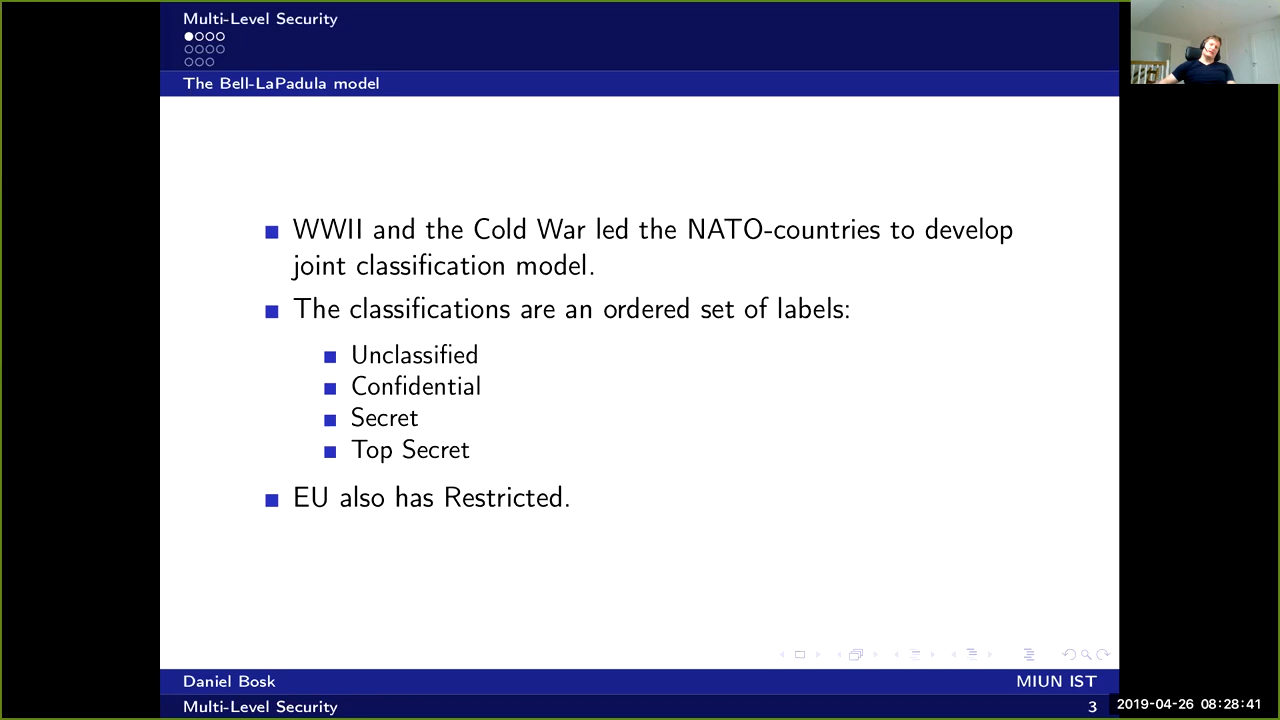 Multi-Level Security
The Bell-LaPadula model
WWII and the Cold War led the NATO-countries to develop
joint classification model.
The classifications are an ordered set of labels:
Unclassified
Confidential
Secret
Top Secret
EU also has Restricted.
Daniel Bosk
MIUN IST
Multi-Level Security
3
2019-04-26 08:28:41